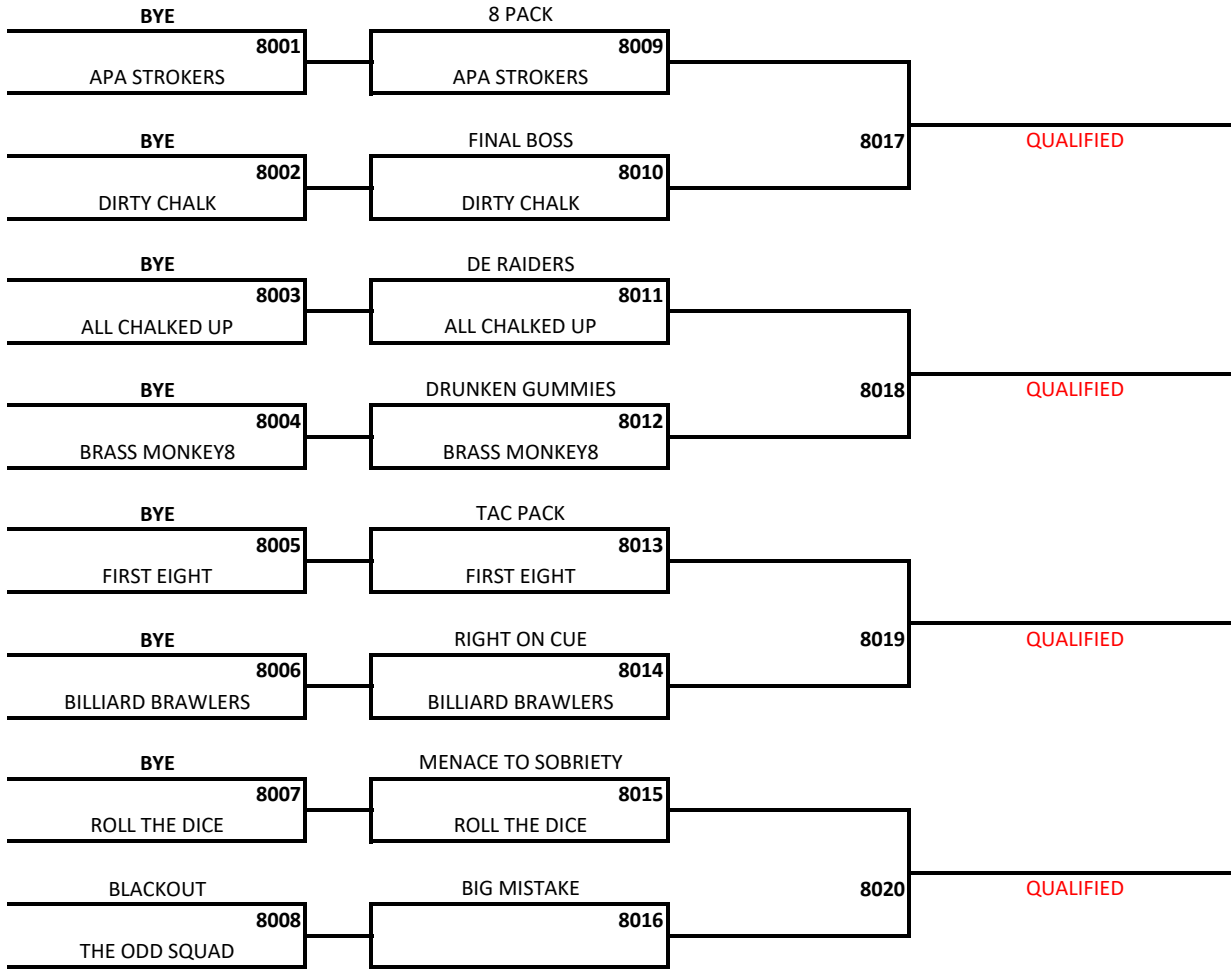 BYE
8 PACK
8001
8009
APA STROKERS
APA STROKERS
BYE
FINAL BOSS
8017
QUALIFIED
8002
8010
DIRTY CHALK
DIRTY CHALK
BYE
DE RAIDERS
8003
8011
ALL CHALKED UP
ALL CHALKED UP
BYE
DRUNKEN GUMMIES
8018
QUALIFIED
8004
8012
BRASS MONKEY8
BRASS MONKEY8
BYE
TAC PACK
8005
8013
FIRST EIGHT
FIRST EIGHT
BYE
RIGHT ON CUE
8019
QUALIFIED
8006
8014
BILLIARD BRAWLERS
BILLIARD BRAWLERS
BYE
MENACE TO SOBRIETY
8007
8015
ROLL THE DICE
ROLL THE DICE
BLACKOUT
BIG MISTAKE
8020
QUALIFIED
8008
8016
THE ODD SQUAD